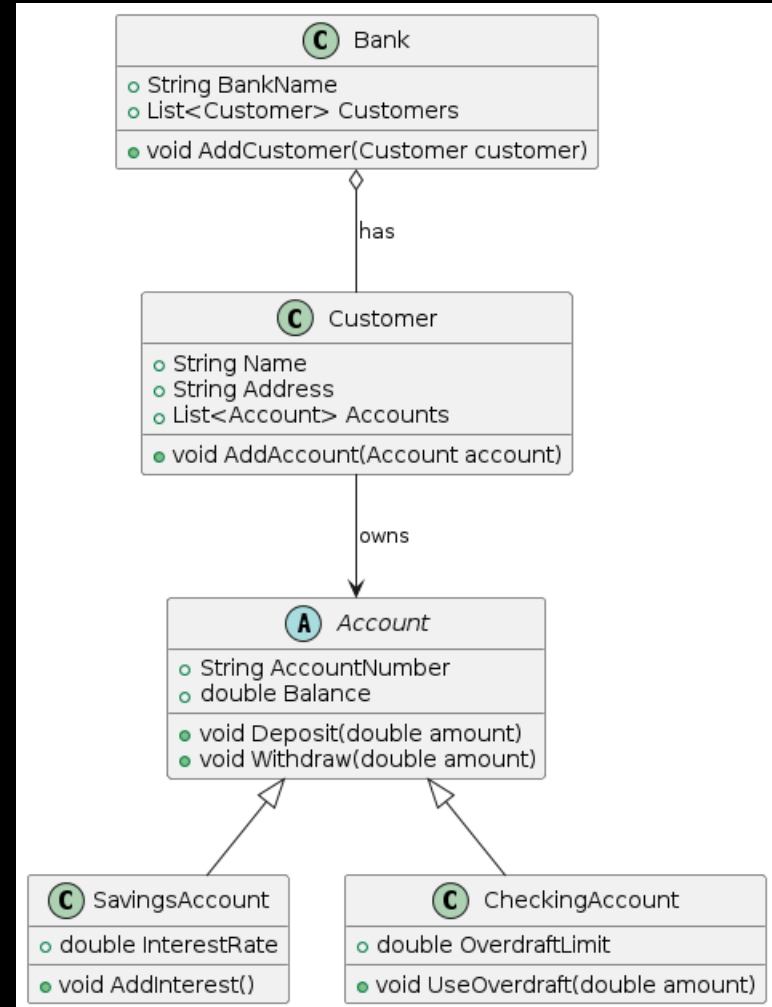 C Bank
String BankName
List<Customer> Customers
void AddCustomer(Customer customer)
has
C Customer
String Name
String Address
List<Account> Accounts
void AddAccount(Account account)
owns
A Account
String AccountNumber
double Balance
void Deposit(double amount)
void Withdraw(double amount)
C SavingsAccount
double InterestRate
void AddInterest()
C CheckingAccount
double OverdraftLimit
void UseOverdraft(double amount)